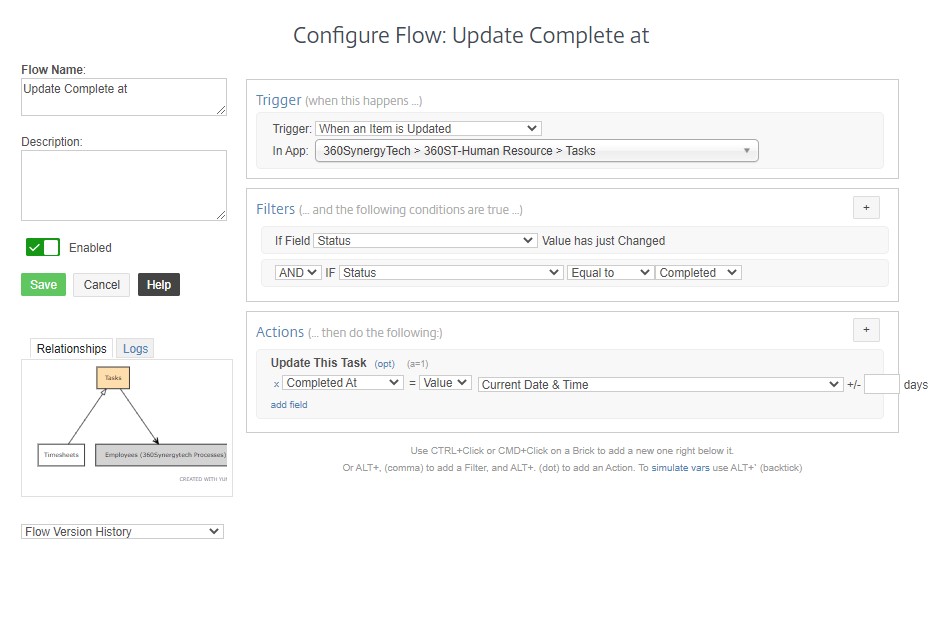 Configure Flow: Update Complete at
Flow Name:
Update Complete at
Description:
Enabled
Save Cancel Help
Relationships Logs
Tasks
Timesheets Employees (360Synergytech Processes)
CREATED WITH YUF
Flow Version History
Trigger (when this happens ...)
Trigger: When an Item is Updated
In App: 360SynergyTech > 360ST-Human Resource > Tasks
Filters (... and the following conditions are true ...) +
If Field Status Value has just Changed
AND IF Status Equal to Completed
Actions (... then do the following:) +
Update This Task (opt) (a=1)
x Completed At = Value Current Date & Time +/- days
add field
Use CTRL+Click or CMD+Click on a Brick to add a new one right below it.
Or ALT+, (comma) to add a Filter, and ALT+. (dot) to add an Action. To simulate vars use ALT+` (backtick)